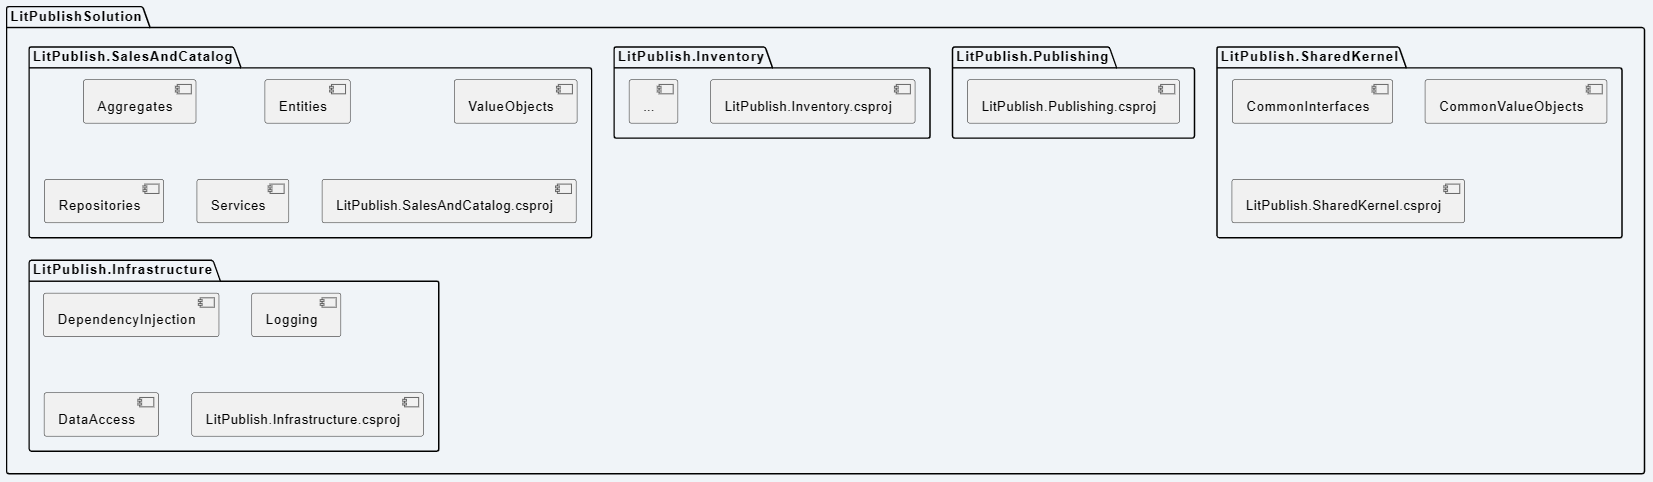 LitPublishSolution
LitPublish.SalesAndCatalog
Aggregates
Entities
ValueObjects
Repositories
Services
LitPublish.SalesAndCatalog.csproj
LitPublish.Inventory
...
LitPublish.Inventory.csproj
LitPublish.Publishing
LitPublish.Publishing.csproj
LitPublish.SharedKernel
CommonInterfaces
CommonValueObjects
LitPublish.SharedKernel.csproj
LitPublish.Infrastructure
DependencyInjection
Logging
DataAccess
LitPublish.Infrastructure.csproj